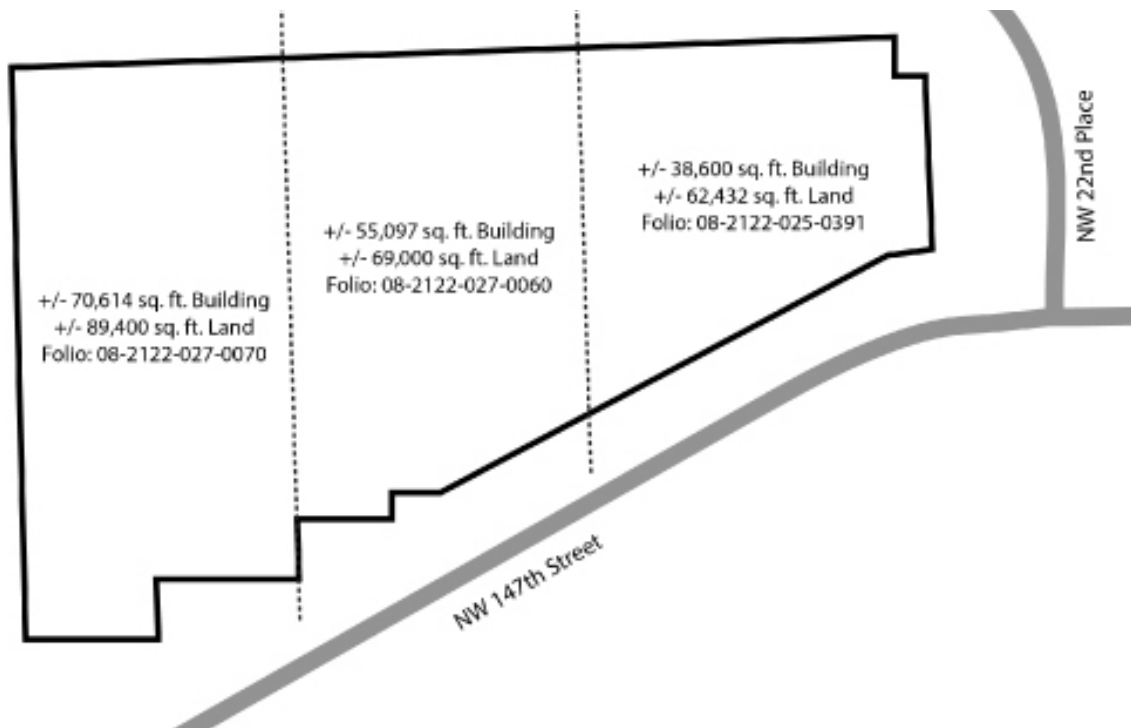 +/- 70,614 sq. ft. Building
+/- 89,400 sq. ft. Land
Folio: 08-2122-027-0070
+/- 55,097 sq. ft. Building
+/- 69,000 sq. ft. Land
Folio: 08-2122-027-0060
+/- 38,600 sq. ft. Building
+/- 62,432 sq. ft. Land
Folio: 08-2122-025-0391
NW 22nd Place
NW 147th Street